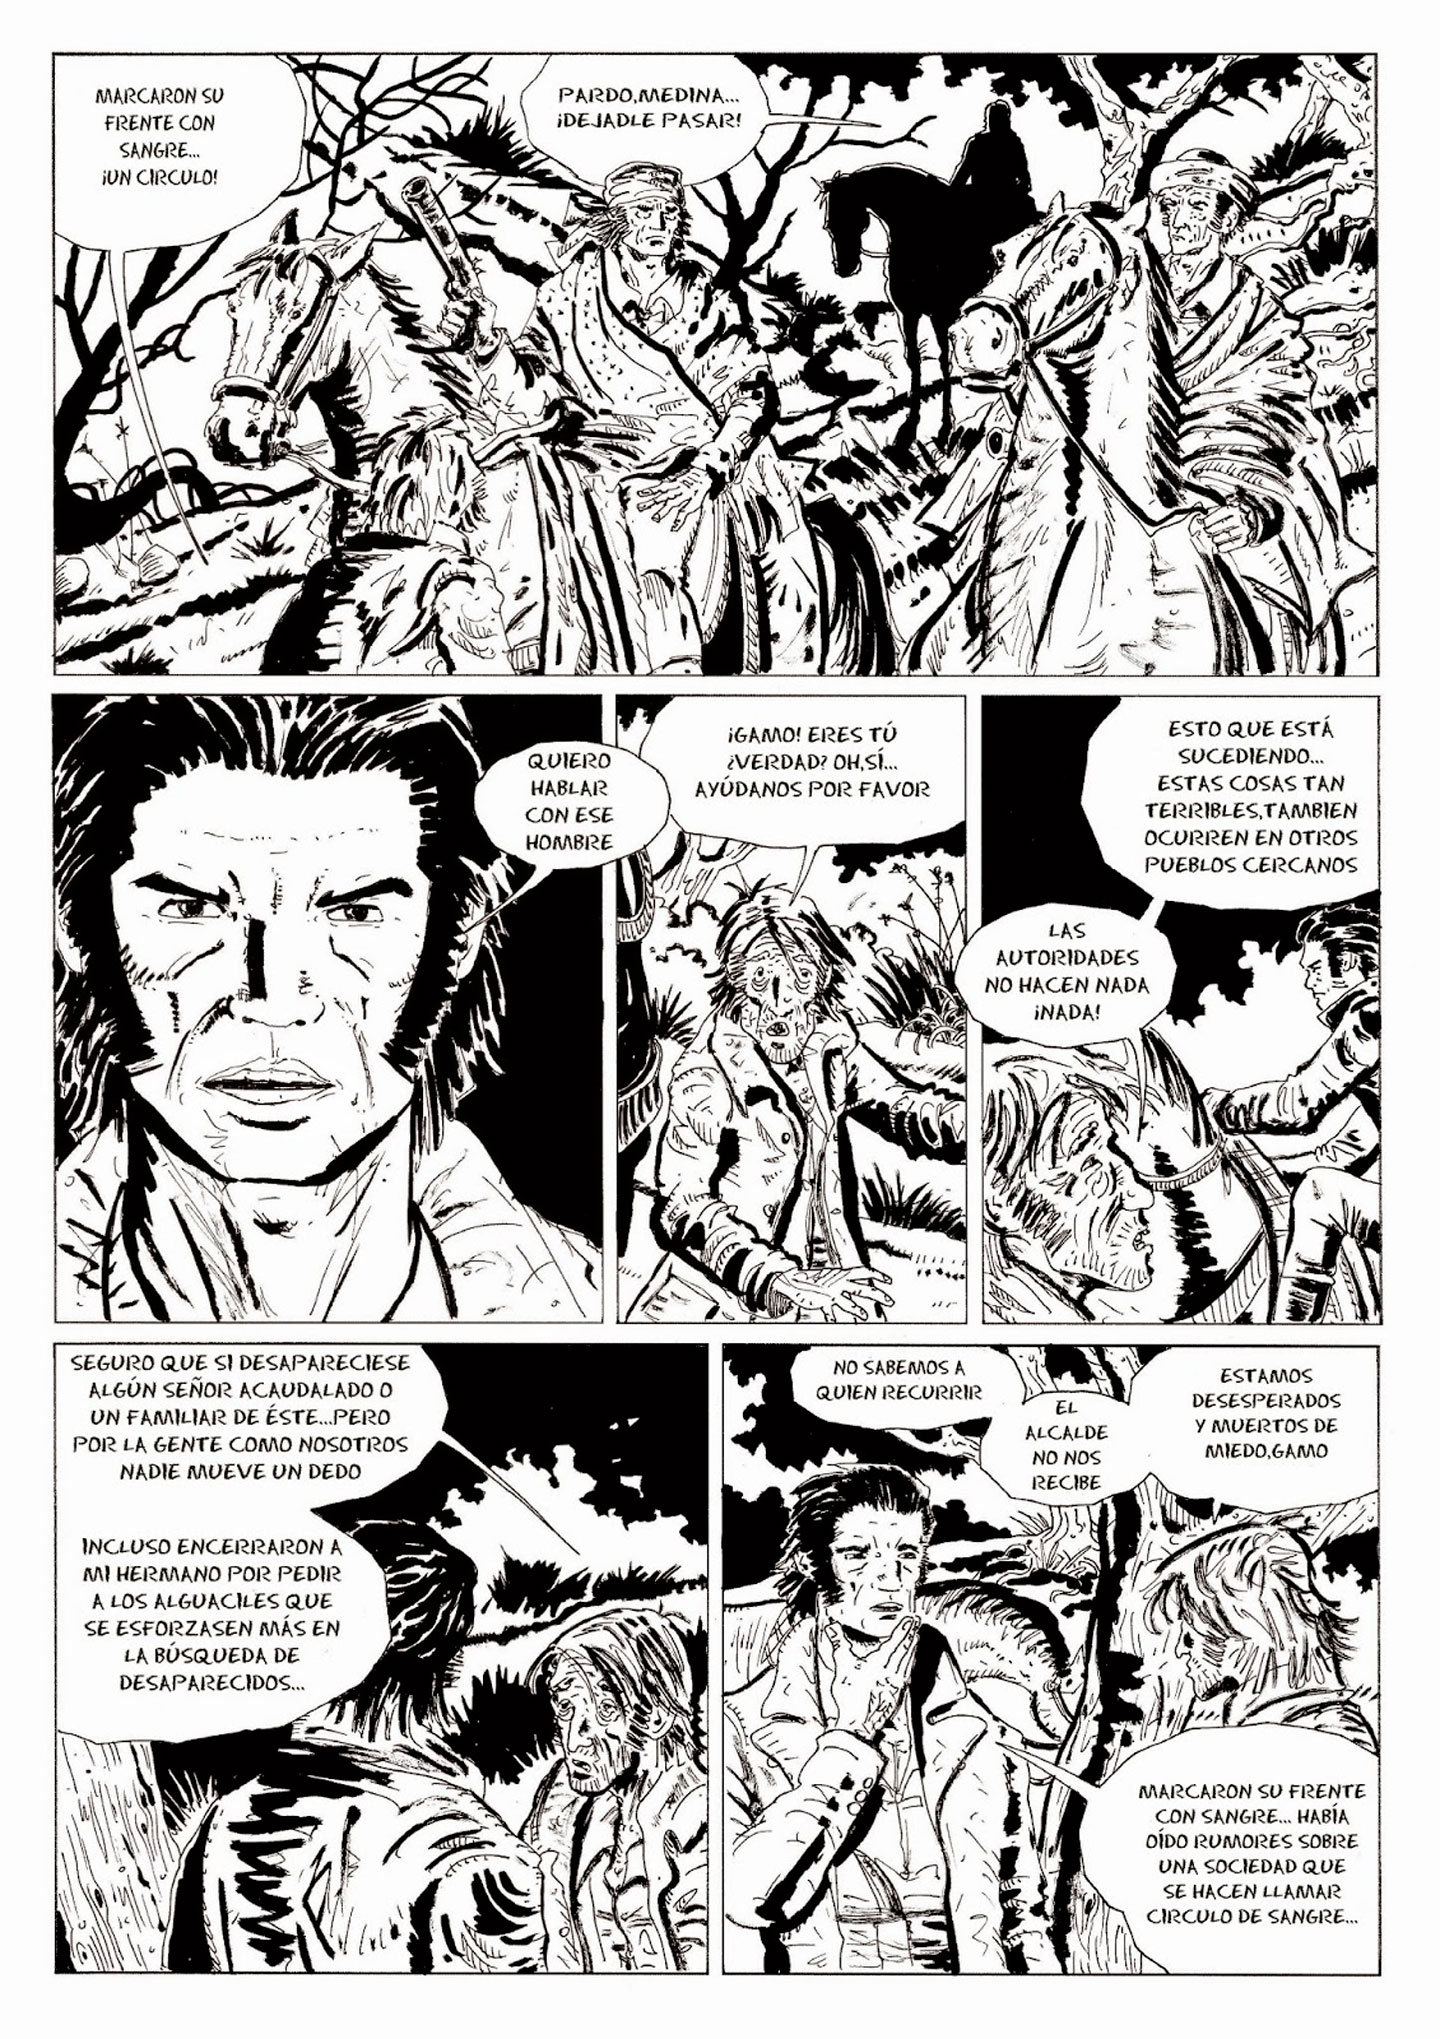 MARCARON SU
FRENTE CON
SANGRE...
¡UN CIRCULO!
PARDO,MEDINA...
¡DEJADLE PASAR!
QUIERO
HABLAR
CON ESE
HOMBRE
¡GAMO! ERES TÚ
¿VERDAD? OH,SÍ...
AYÚDANOS POR FAVOR
ESTO QUE ESTÁ
SUCEDIENDO...
ESTAS COSAS TAN
TERRIBLES,TAMBIEN
OCURREN EN OTROS
PUEBLOS CERCANOS
LAS
AUTORIDADES
NO HACEN NADA
¡NADA!
SEGURO QUE SI DESAPARECIESE
ALGÚN SEÑOR ACAUDALADO O
UN FAMILIAR DE ÉSTE...PERO
POR LA GENTE COMO NOSOTROS
NADIE MUEVE UN DEDO
INCLUSO ENCERRARON A
MI HERMANO POR PEDIR
A LOS ALGUACILES QUE
SE ESFORZASEN MÁS EN
LA BÚSQUEDA DE
DESAPARECIDOS...
NO SABEMOS A
QUIEN RECURRIR
EL
ALCALDE
NO NOS
RECIBE
ESTAMOS
DESESPERADOS
Y MUERTOS DE
MIEDO,GAMO
MARCARON SU FRENTE
CON SANGRE... HABÍA
OÍDO RUMORES SOBRE
UNA SOCIEDAD QUE
SE HACEN LLAMAR
CIRCULO DE SANGRE...